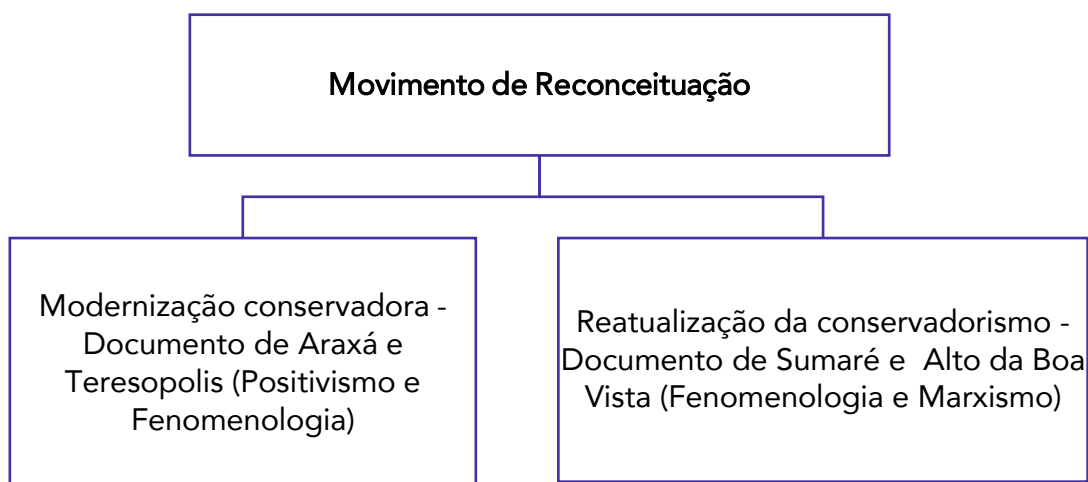 Movimento de Reconceituação
Modernização conservadora -
Documento de Araxá e
Teresopolis (Positivismo e
Fenomenologia)
Reatualização da conservadorismo -
Documento de Sumaré e Alto da Boa
Vista (Fenomenologia e Marxismo)